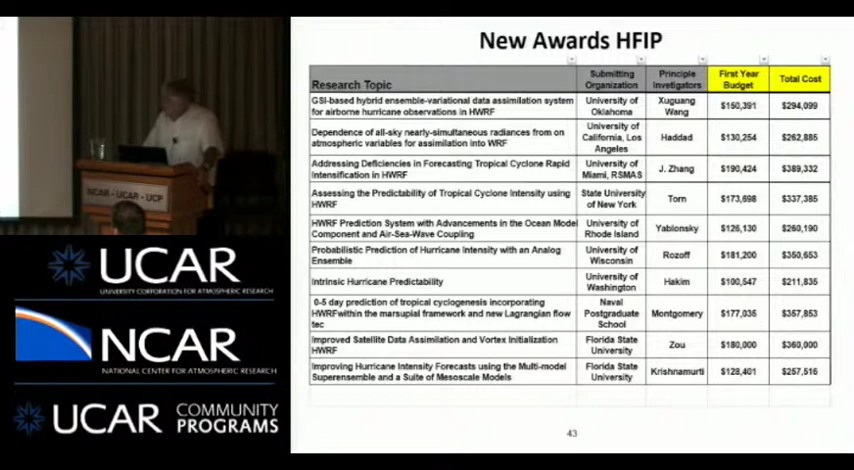 New Awards HFIP
Research Topic
Submitting
Organization
Principle
Invetigators
First Year
Budget
Total Cost
GSI-based hybrid ensemble-variational data assimilation system
for airborne hurricane observations in HWRF
University of
Oklahoma
Xuguang
Wang
$150,391
$294,099
Dependence of all-sky nearly-simultaneous radiances from on
atmospheric variables for assimilation into WRF
University of
California, Los
Angeles
Haddad
$130,254
$262,885
Addressing Deficiencies in Forecasting Tropical Cyclone Rapid
Intensification in HWRF
University of
Miami, RSMAS
J. Zhang
$190,424
$389,332
Assessing the Predictability of Tropical Cyclone Intensity using
HWRF
State University
of New York
Torn
$173,698
$337,385
HWRF Prediction System with Advancements in the Ocean Model
Component and Air-Sea-Wave Coupling
University of
Rhode Island
Yablonsky
$126,130
$260,190
Probabilistic Prediction of Hurricane Intensity with an Analog
Ensemble
University of
Wisconsin
Rozoff
$181,200
$350,653
Intrinsic Hurricane Predictability
University of
Washington
Hakim
$100,547
$211,835
0-5 day prediction of tropical cyclogenesis incorporating
HWRFwithin the marsupial framework and new Lagrangian flow
tec
Naval
Postgraduate
School
Montgomery
$177,035
$357,853
Improved Satellite Data Assimilation and Vortex Initialization
HWRF
Florida State
University
Zou
$180,000
$360,000
Improving Hurricane Intensity Forecasts using the Multi-model
Superensemble and a Suite of Mesoscale Models
Florida State
University
Krishnamurti
$128,401
$257,516
43
NCAR - UCAR - UCP
UCAR
UNIVERSITY CORPORATION FOR ATMOSPHERIC RESEARCH
NCAR
NATIONAL CENTER FOR ATMOSPHERIC RESEARCH
UCAR
COMMUNITY
PROGRAMS